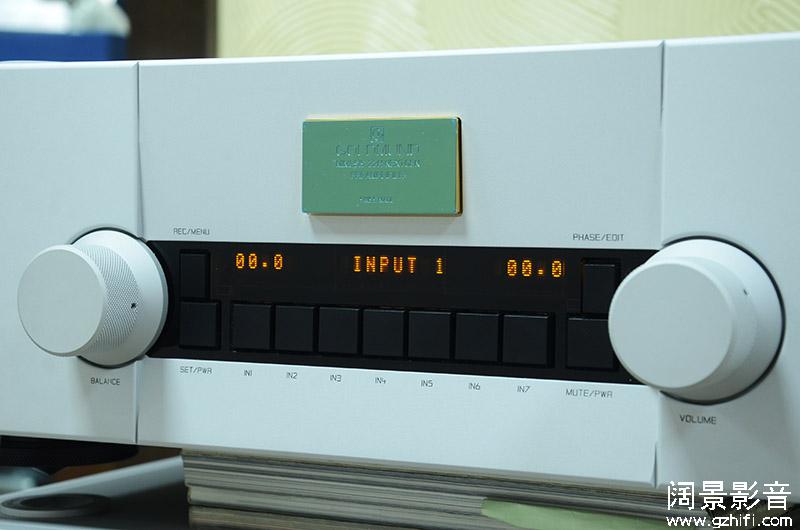 GOLDMUND
REC/MENU
PHASE/EDIT
00.0 INPUT 1 00.0
BALANCE
SET/PWR IN1 IN2 IN3 IN4 IN5 IN6 IN7 MUTE/PWR
VOLUME
阔景影音
www.gzhifi.com